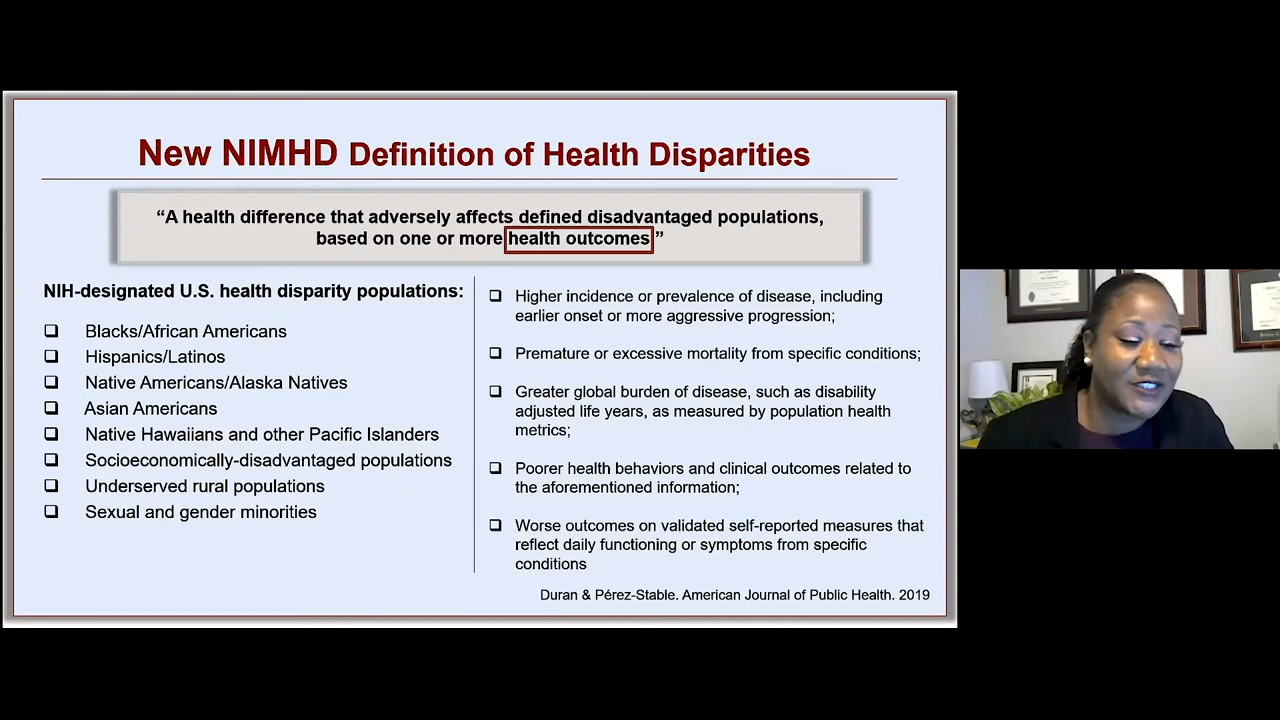 New NIMHD Definition of Health Disparities
“A health difference that adversely affects defined disadvantaged populations,
based on one or more health outcomes ”
NIH-designated U.S. health disparity populations:
Blacks/African Americans
Hispanics/Latinos
Native Americans/Alaska Natives
Asian Americans
Native Hawaiians and other Pacific Islanders
Socioeconomically-disadvantaged populations
Underserved rural populations
Sexual and gender minorities
Higher incidence or prevalence of disease, including
earlier onset or more aggressive progression;
Premature or excessive mortality from specific conditions;
Greater global burden of disease, such as disability
adjusted life years, as measured by population health
metrics;
Poorer health behaviors and clinical outcomes related to
the aforementioned information;
Worse outcomes on validated self-reported measures that
reflect daily functioning or symptoms from specific
conditions
Duran & Pérez-Stable. American Journal of Public Health. 2019